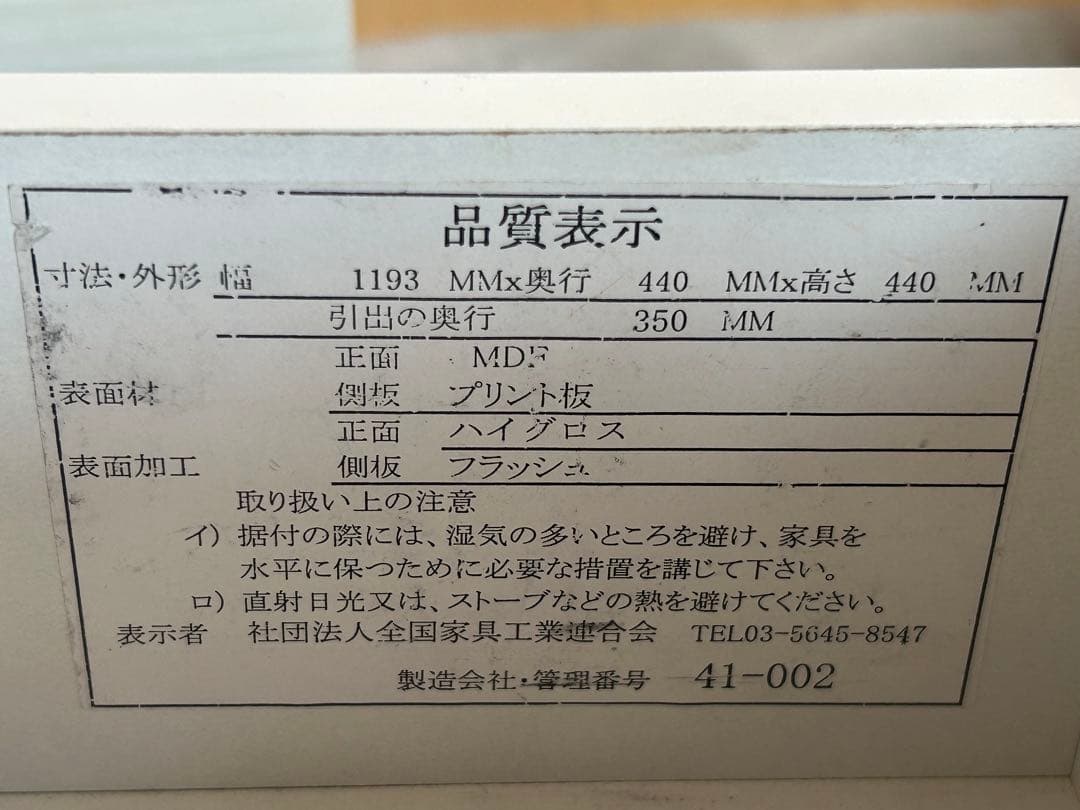 品質表示
寸法・外形 幅 1193 MMx奥行 440 MMx高さ 440 MM
引出の奥行 350 MM
正面 MDF
表面材 側板 プリント板
正面 ハイグロス
表面加工 側板 フラッシュ
取り扱い上の注意
イ) 据付の際には、湿気の多いところを避け、家具を
水平に保つために必要な措置を講じて下さい。
ロ) 直射日光又は、ストーブなどの熱を避けてください。
表示者 社団法人全国家具工業連合会 TEL03-5645-8547
製造会社・管理番号 41-002